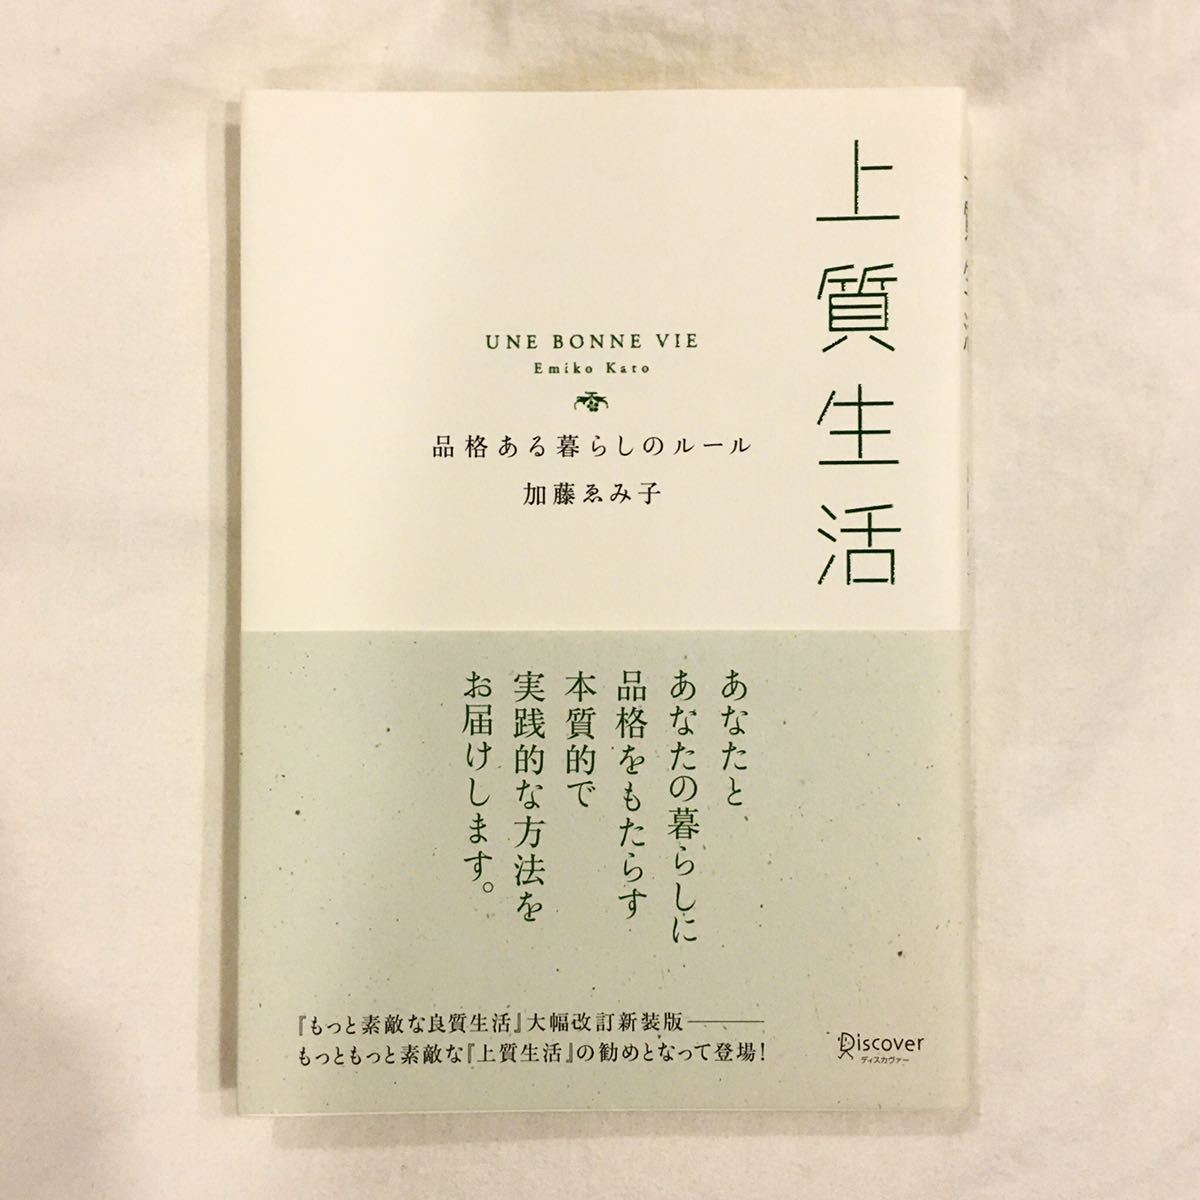 上質生活
UNE BONNE VIE
Emiko Kato
品格ある暮らしのルール
加藤ゑみ子
あなたと
あなたの暮らしに
品格をもたらす
本質的で
実践的な方法を
お届けします。
『もっと素敵な良質生活』大幅改訂新装版────
もっともっと素敵な『上質生活』の勧めとなって登場!
Discover
ディスカヴァー